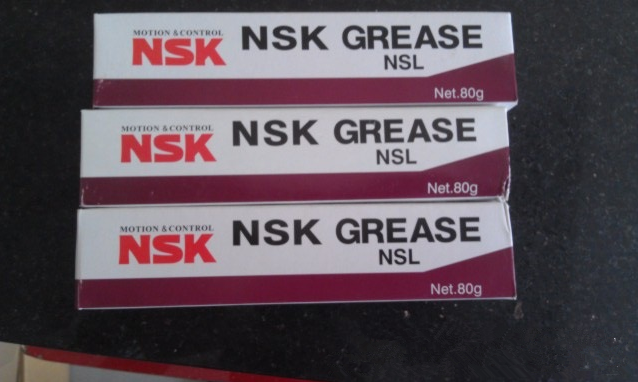 MOTION & CONTROL
NSK
NSK GREASE
NSL
Net.80g
MOTION & CONTROL
NSK
NSK GREASE
NSL
Net.80g
MOTION & CONTROL
NSK
NSK GREASE
NSL
Net.80g